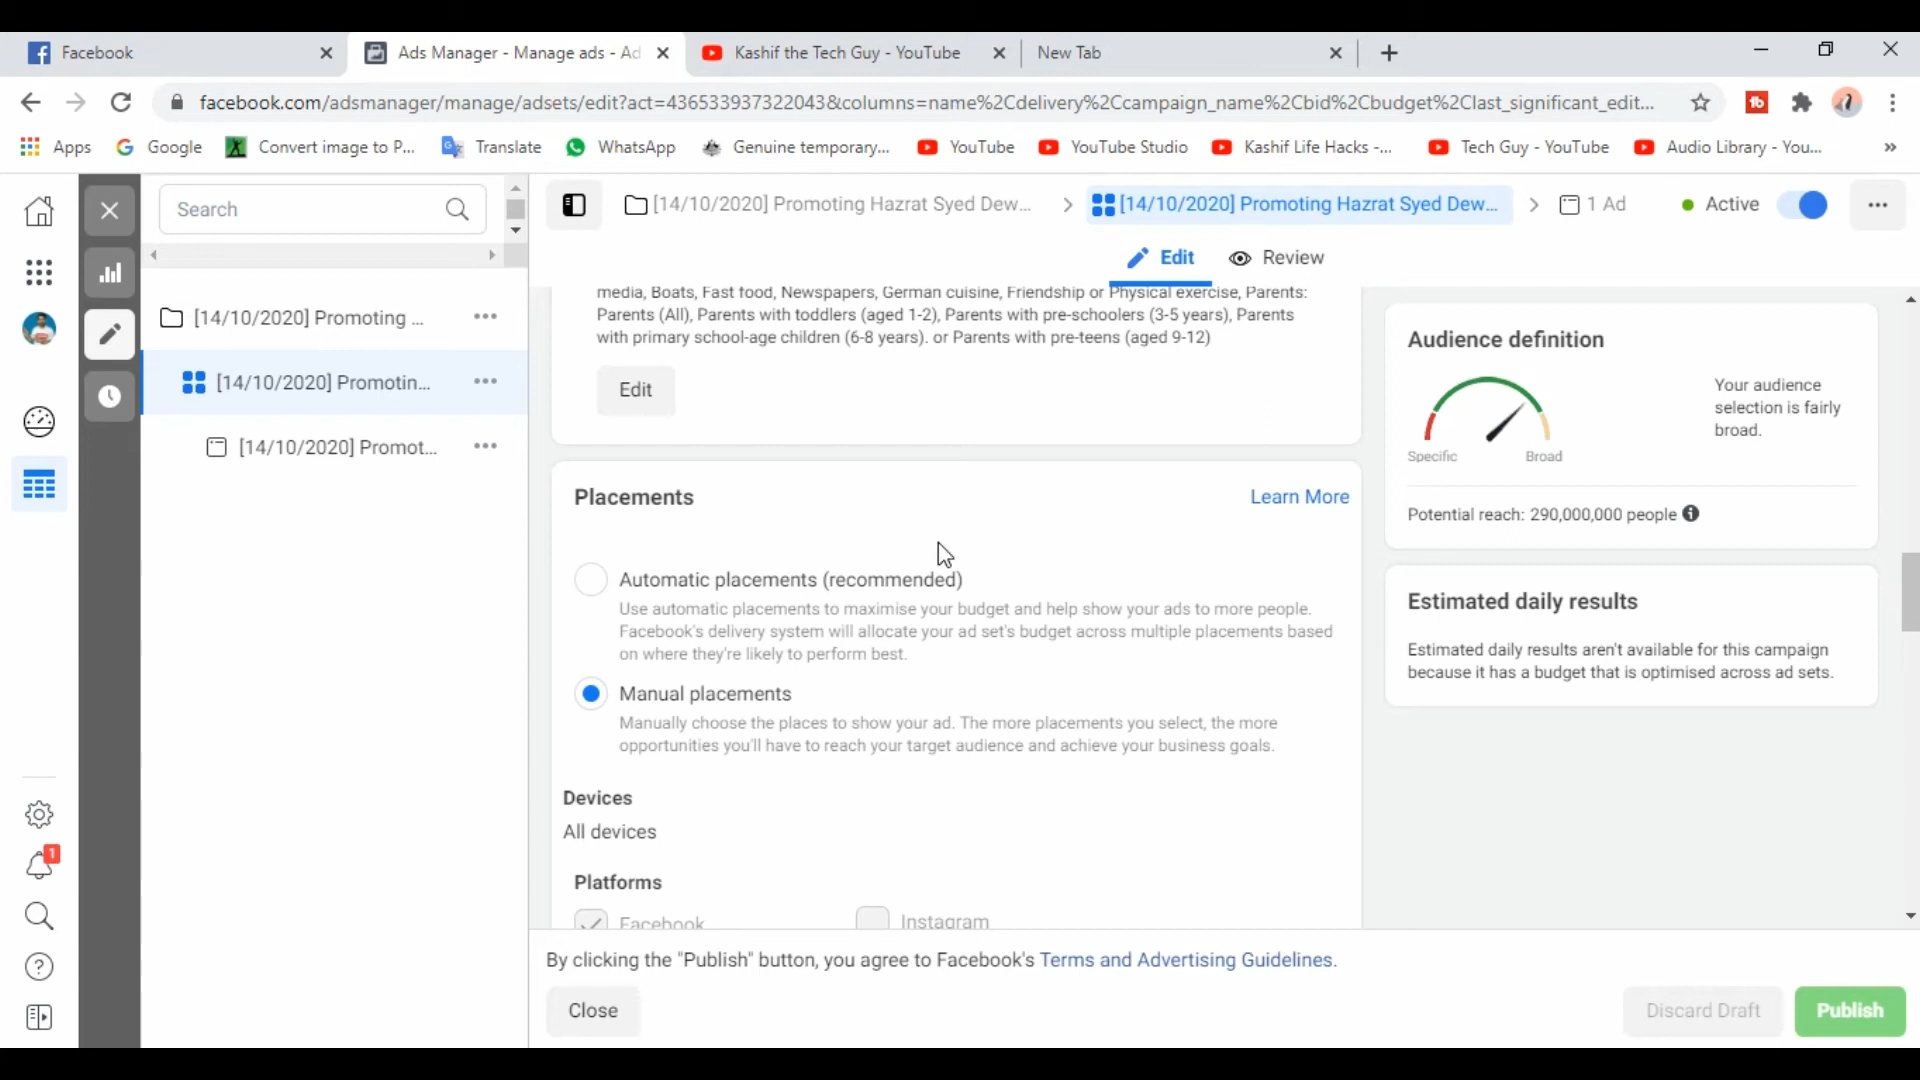 Facebook
Ads Manager - Manage ads - Ad
Kashif the Tech Guy - YouTube
New Tab
facebook.com/adsmanager/manage/adsets/edit?act=436533937322043&columns=name%2Cdelivery%2Ccampaign_name%2Cbid%2Cbudget%2Clast_significant_edit...
Apps
Google
Convert image to P...
Translate
WhatsApp
Genuine temporary...
YouTube
YouTube Studio
Kashif Life Hacks -...
Tech Guy - YouTube
Audio Library - You...
Search
[14/10/2020] Promoting Hazrat Syed Dew...
[14/10/2020] Promoting Hazrat Syed Dew...
1 Ad
Active
Edit
Review
[14/10/2020] Promoting ...
[14/10/2020] Promotin...
[14/10/2020] Promot...
media, Boats, Fast food, Newspapers, German cuisine, Friendship or Physical exercise, Parents:
Parents (All), Parents with toddlers (aged 1-2), Parents with pre-schoolers (3-5 years), Parents
with primary school-age children (6-8 years). or Parents with pre-teens (aged 9-12)
Edit
Placements
Learn More
Automatic placements (recommended)
Use automatic placements to maximise your budget and help show your ads to more people.
Facebook's delivery system will allocate your ad set's budget across multiple placements based
on where they're likely to perform best.
Manual placements
Manually choose the places to show your ad. The more placements you select, the more
opportunities you'll have to reach your target audience and achieve your business goals.
Devices
All devices
Platforms
Facebook
Instagram
Audience definition
Specific
Broad
Your audience
selection is fairly
broad.
Potential reach: 290,000,000 people
Estimated daily results
Estimated daily results aren't available for this campaign
because it has a budget that is optimised across ad sets.
1
By clicking the "Publish" button, you agree to Facebook's Terms and Advertising Guidelines.
Close
Discard Draft
Publish